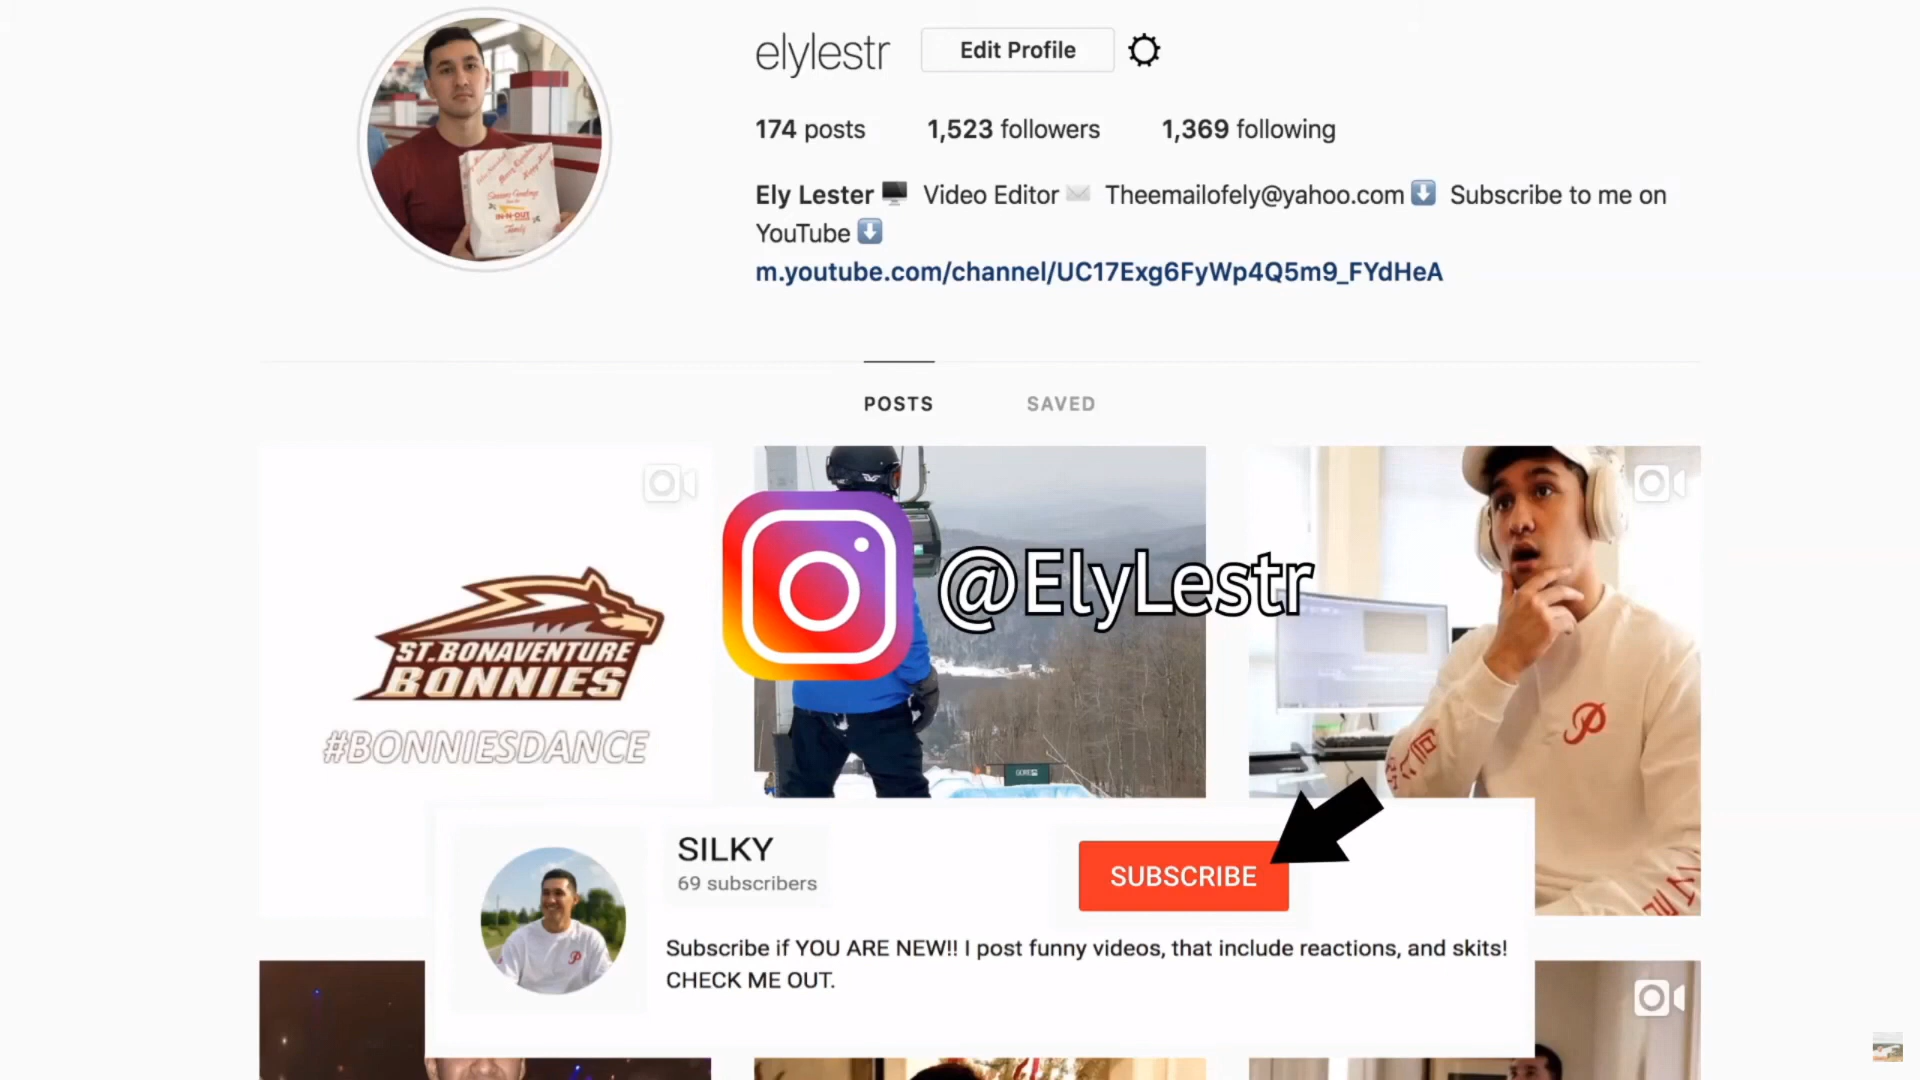 elylestr Edit Profile
174 posts 1,523 followers 1,369 following
Ely Lester Video Editor Theemailofely@yahoo.com Subscribe to me on
YouTube
m.youtube.com/channel/UC17Exg6FyWp4Q5m9_FYdHeA
POSTS SAVED
@ElyLestr
ST. BONAVENTURE
BONNIES
#BONNIESDANCE
SILKY
69 subscribers
SUBSCRIBE
Subscribe if YOU ARE NEW!! I post funny videos, that include reactions, and skits!
CHECK ME OUT.
IN-N-OUT